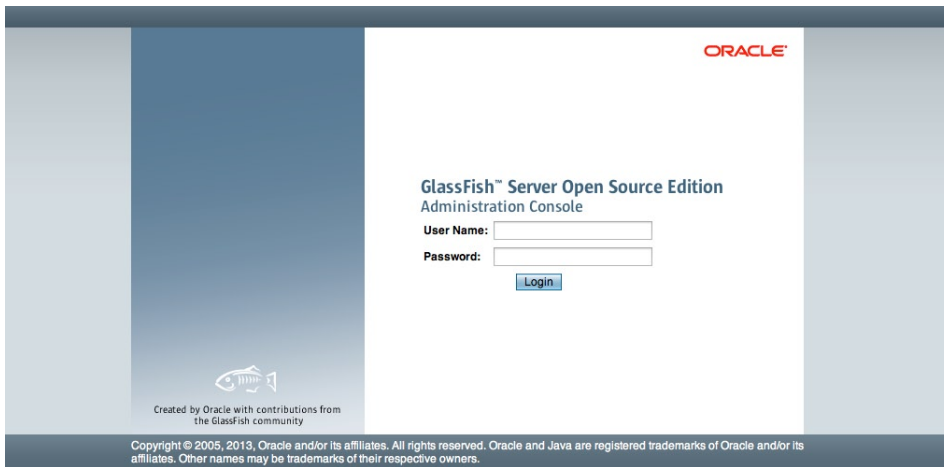 ORACLE
GlassFish™ Server Open Source Edition
Administration Console
User Name:
Password:
Login
Created by Oracle with contributions from
the GlassFish community
Copyright © 2005, 2013, Oracle and/or its affiliates. All rights reserved. Oracle and Java are registered trademarks of Oracle and/or its
affiliates. Other names may be trademarks of their respective owners.